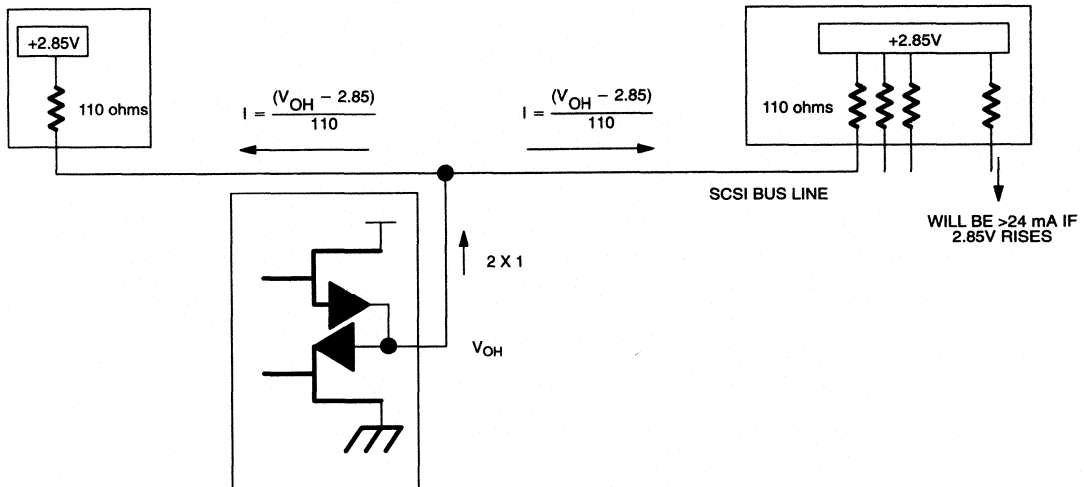 +2.85V
110 ohms
I = (VOH – 2.85)
110
I = (VOH – 2.85)
110
+2.85V
110 ohms
SCSI BUS LINE
WILL BE >24 mA IF
2.85V RISES
2 X 1
VOH